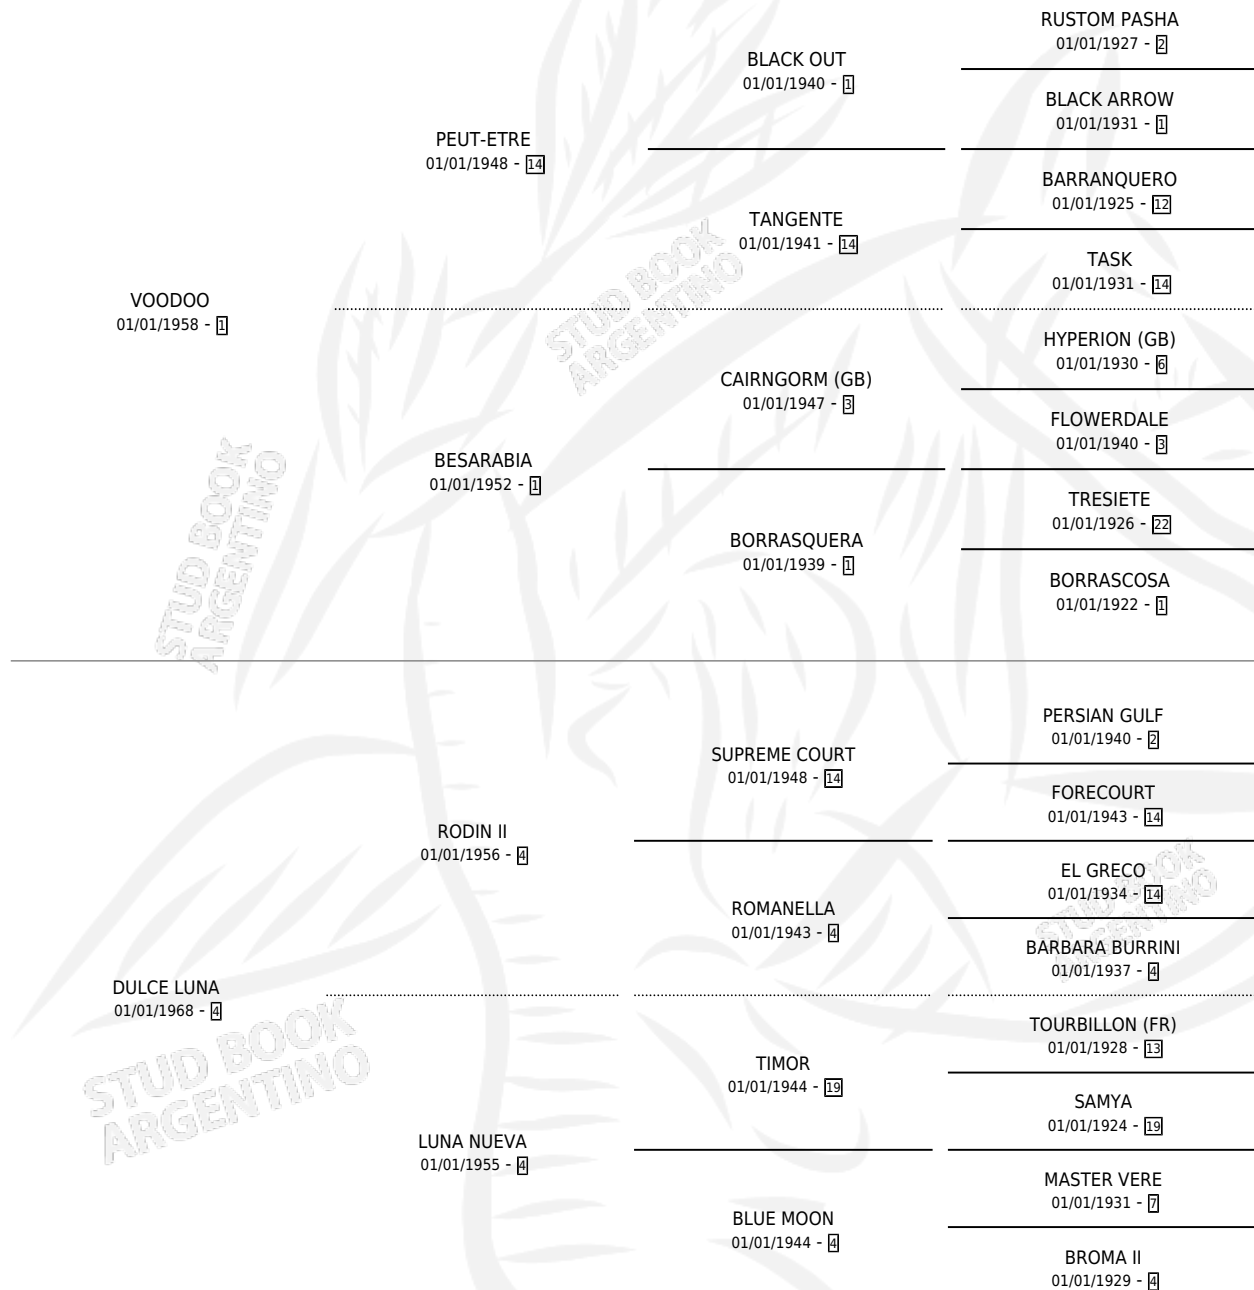 VOODOO
01/01/1958 - 1
PEUT-ETRE
01/01/1948 - 14
BESARABIA
01/01/1952 - 1
BLACK OUT
01/01/1940 - 1
TANGENTE
01/01/1941 - 14
CAIRNGORM (GB)
01/01/1947 - 3
BORRASQUERA
01/01/1939 - 1
RUSTOM PASHA
01/01/1927 - 2
BLACK ARROW
01/01/1931 - 1
BARRANQUERO
01/01/1925 - 12
TASK
01/01/1931 - 14
HYPERION (GB)
01/01/1930 - 6
FLOWERDALE
01/01/1940 - 3
TRESIETE
01/01/1926 - 22
BORRASCOSA
01/01/1922 - 1
DULCE LUNA
01/01/1968 - 4
RODIN II
01/01/1956 - 4
LUNA NUEVA
01/01/1955 - 4
SUPREME COURT
01/01/1948 - 14
ROMANELLA
01/01/1943 - 4
TIMOR
01/01/1944 - 19
BLUE MOON
01/01/1944 - 4
PERSIAN GULF
01/01/1940 - 2
FORECOURT
01/01/1943 - 14
EL GRECO
01/01/1934 - 14
BARBARA BURRINI
01/01/1937 - 4
TOURBILLON (FR)
01/01/1928 - 13
SAMYA
01/01/1924 - 19
MASTER VERE
01/01/1931 - 7
BROMA II
01/01/1929 - 4
STUD BOOK
ARGENTINO
STUD BOOK
ARGENTINO
STUD BOOK
ARGENTINO
STUD BOOK
ARGENTINO